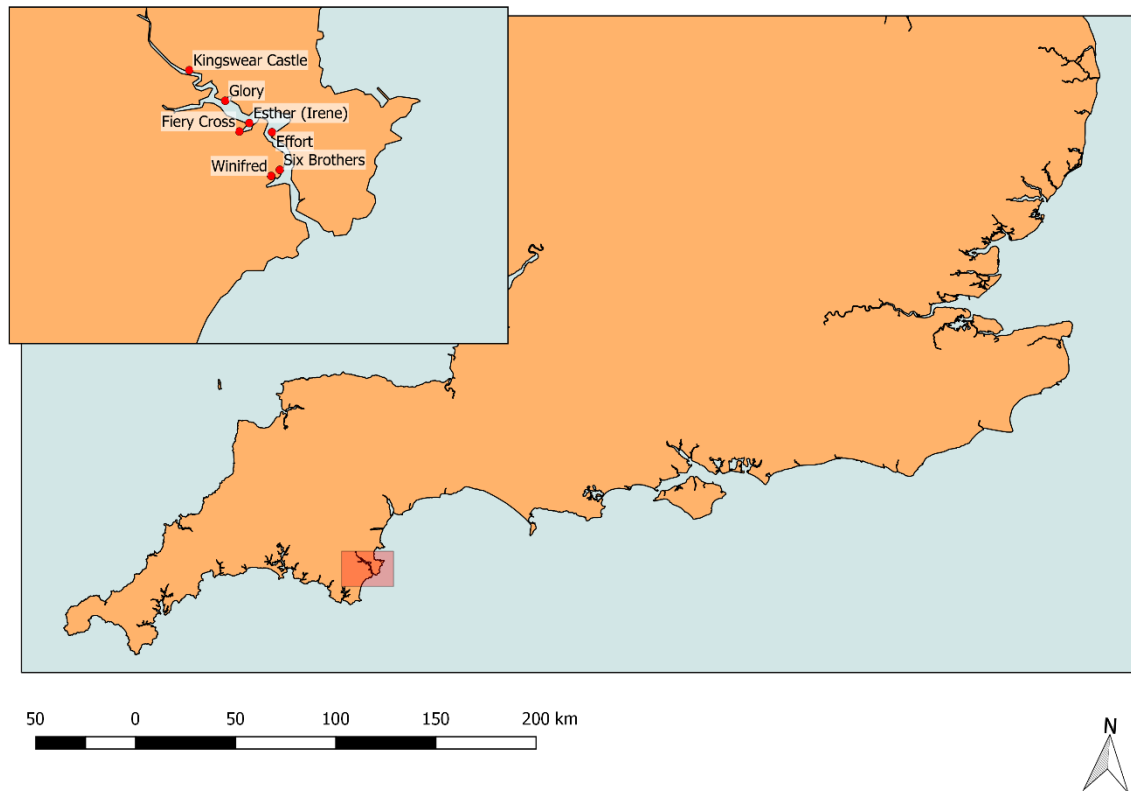 Kingswear Castle
Glory
Esther (Irene)
Fiery Cross
Effort
Six Brothers
Winifred
50 0 50 100 150 200 km
N